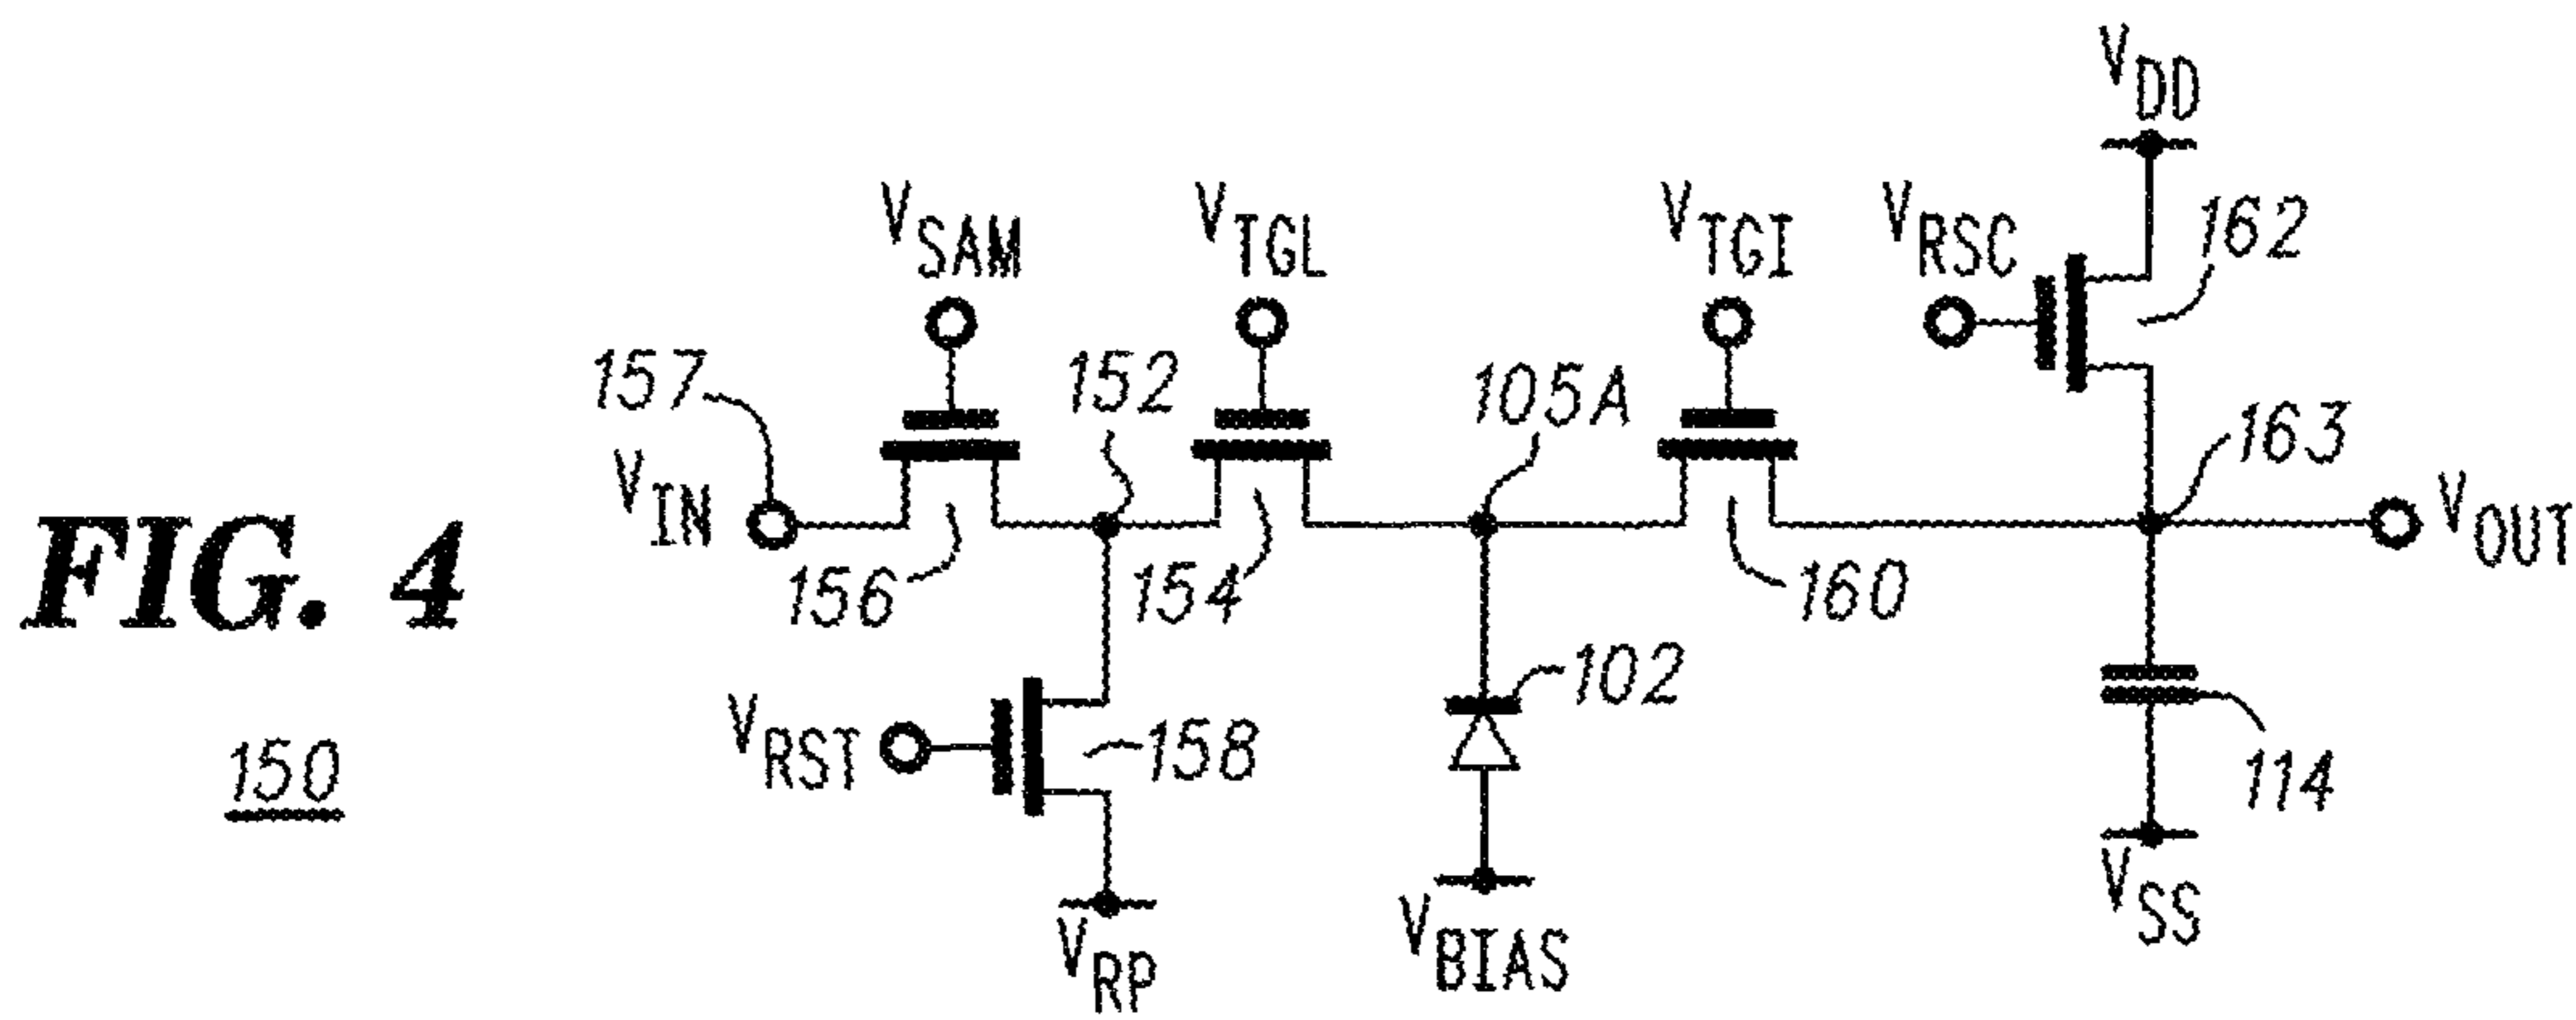 V_DD
V_SAM
V_TGL
V_TGI
V_RSC
162
157
152
105A
163
V_IN
V_OUT
FIG. 4
156
154
160
102
V_RST
158
150
114
V_RP
V_BIAS
V_SS